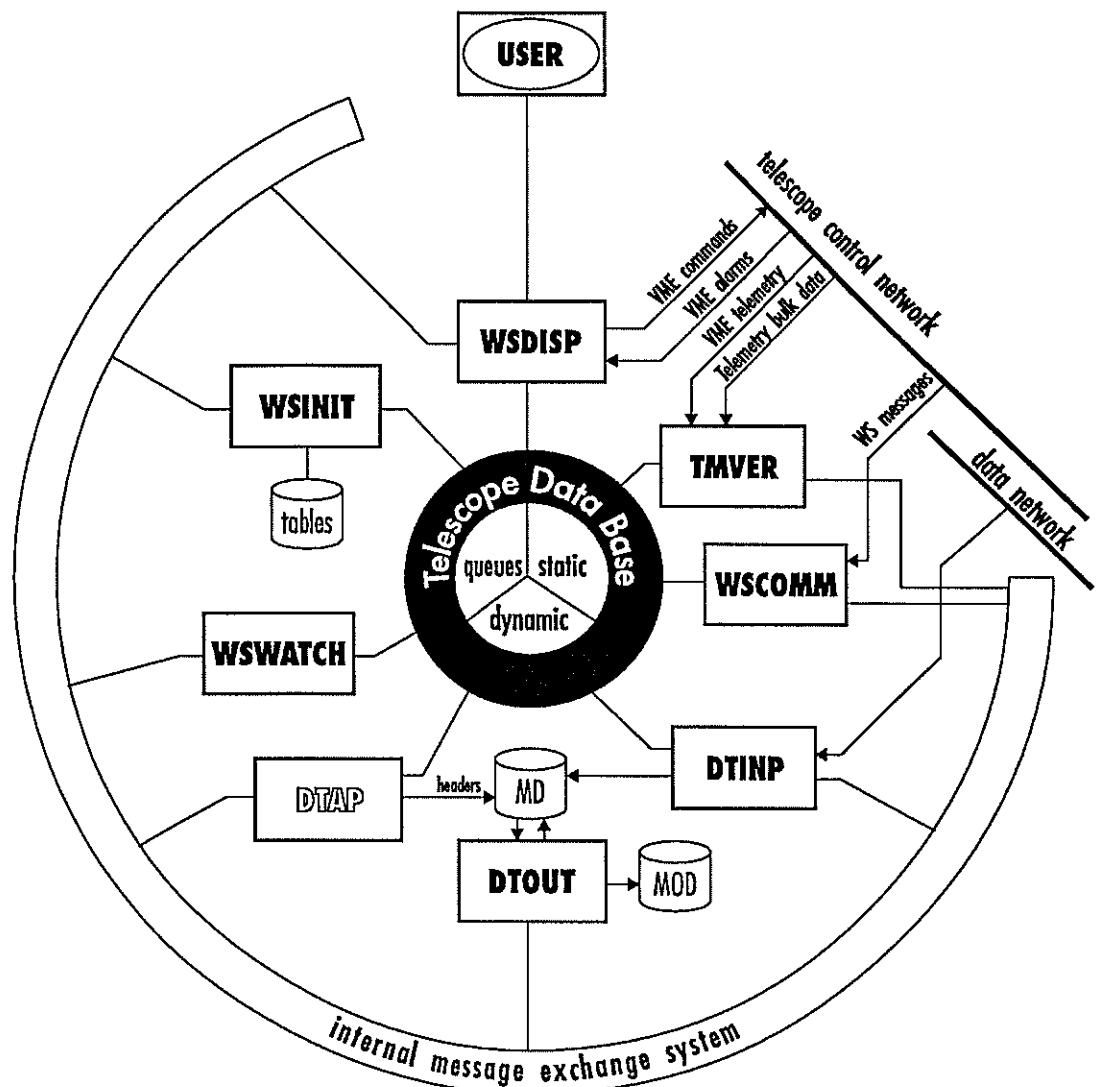 USER
telescope control network
VME commands
VME alarms
VME telemetry
Telemetry bulk data
WSDISP
WSINIT
WS messages
TMVER
data network
tables
Telescope Data Base
queues
static
dynamic
WSCOMM
WSWATCH
DTINP
DTAP
headers
MD
DTOUT
MOD
internal message exchange system